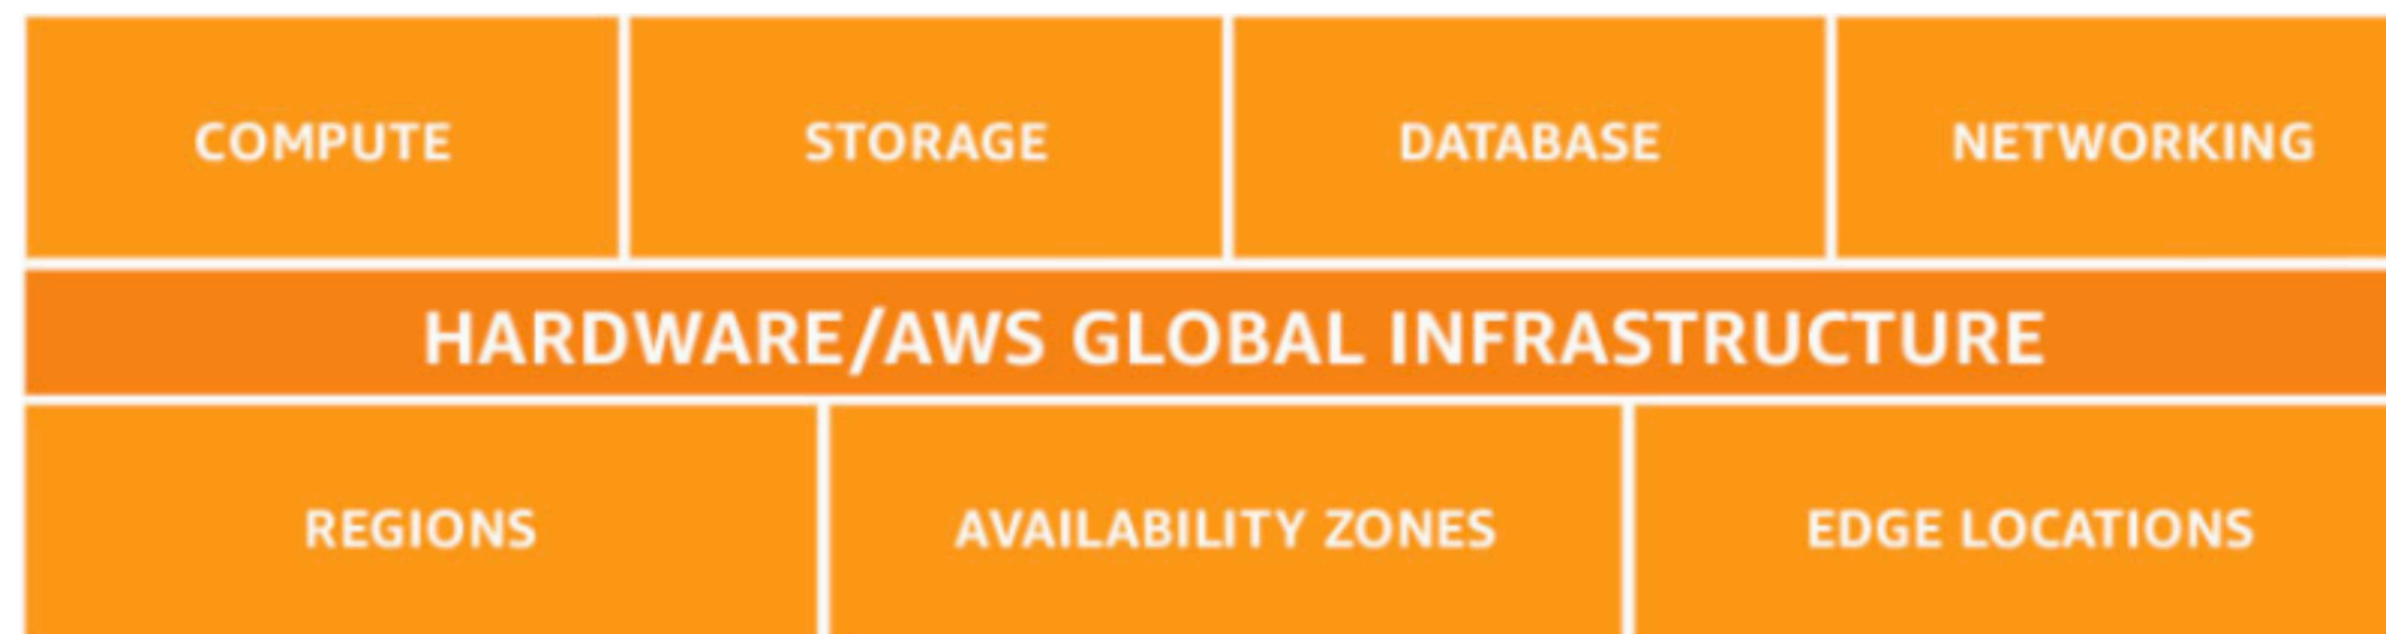 COMPUTE
STORAGE
DATABASE
NETWORKING
HARDWARE/AWS GLOBAL INFRASTRUCTURE
REGIONS
AVAILABILITY ZONES
EDGE LOCATIONS